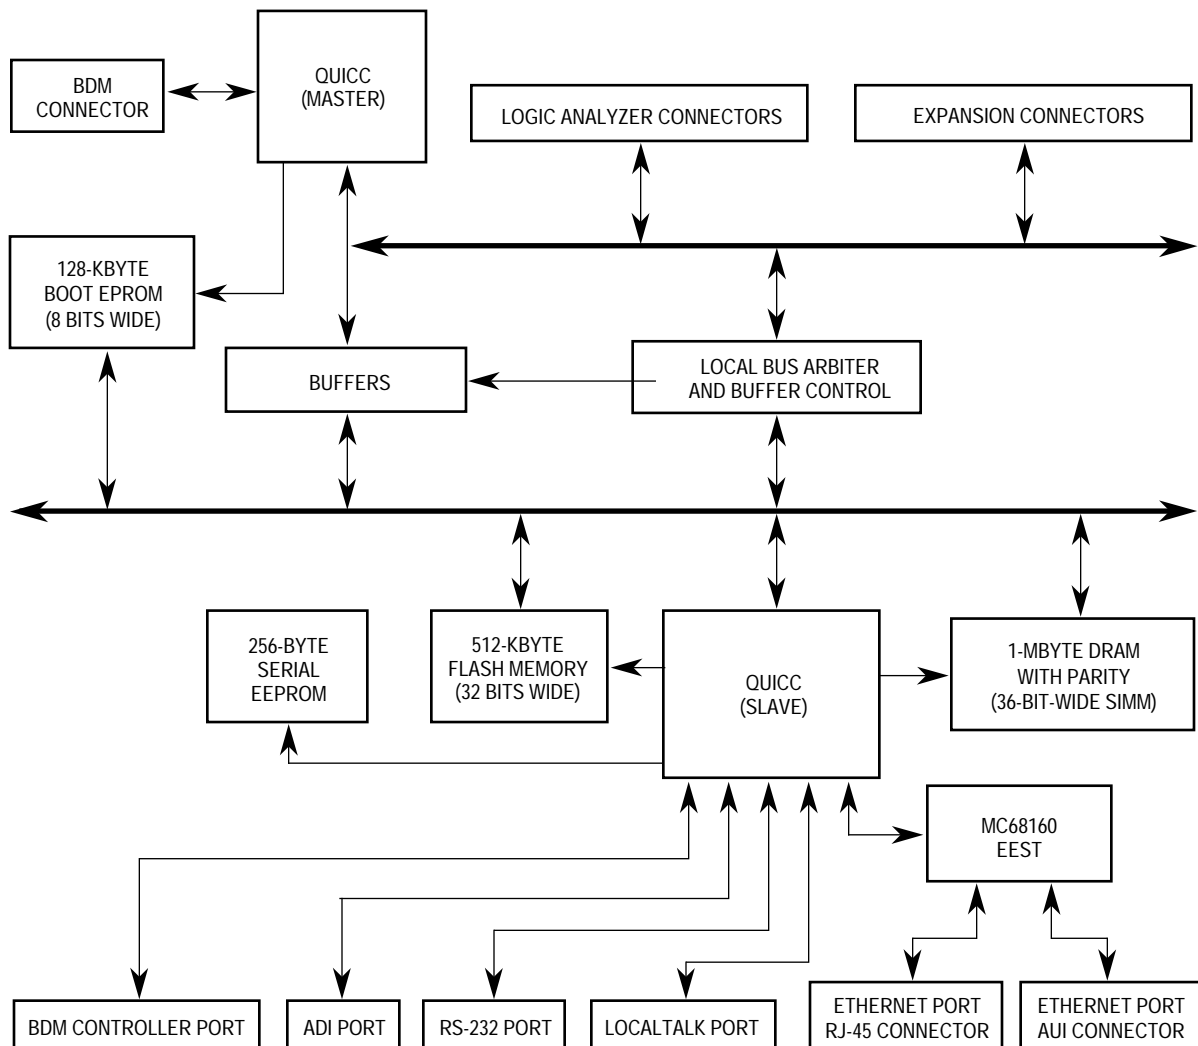 QUICC
(MASTER)
BDM
CONNECTOR
LOGIC ANALYZER CONNECTORS
EXPANSION CONNECTORS
128-KBYTE
BOOT EPROM
(8 BITS WIDE)
BUFFERS
LOCAL BUS ARBITER
AND BUFFER CONTROL
256-BYTE
SERIAL
EEPROM
512-KBYTE
FLASH MEMORY
(32 BITS WIDE)
QUICC
(SLAVE)
1-MBYTE DRAM
WITH PARITY
(36-BIT-WIDE SIMM)
MC68160
EEST
BDM CONTROLLER PORT
ADI PORT
RS-232 PORT
LOCALTALK PORT
ETHERNET PORT
RJ-45 CONNECTOR
ETHERNET PORT
AUI CONNECTOR